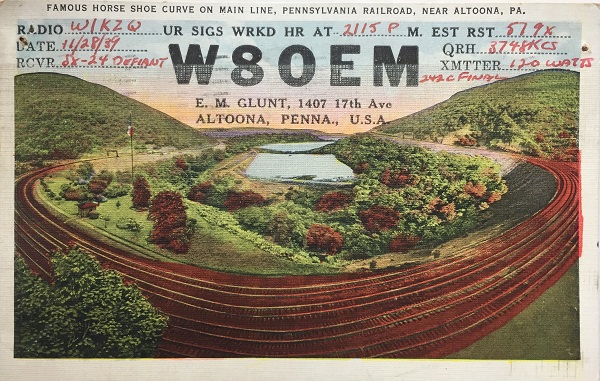 FAMOUS HORSE SHOE CURVE ON MAIN LINE, PENNSYLVANIA RAILROAD, NEAR ALTOONA, PA.
RADIO W1KZQ UR SIGS WRKD HR AT 2115 P M. EST RST 579X
DATE 11/28/39 QRH 3748KCS
RCVR SX-24 DEFIANT W8OEM XMTTER 120 WATTS
242C FINAL
E. M. GLUNT, 1407 17th Ave
ALTOONA, PENNA., U.S.A.